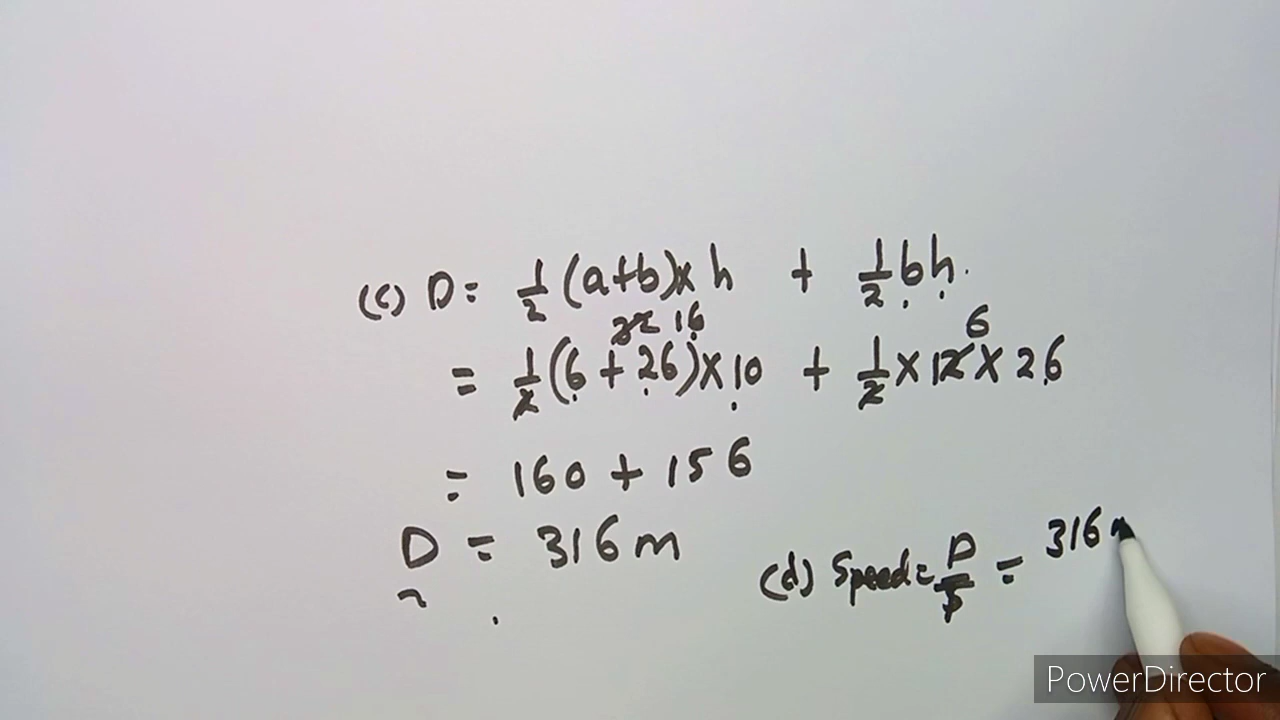 (c) D = 1/2 (a+b) x h + 1/2 bh.
32 16 6
= 1/2 (6 + 26) x 10 + 1/2 x 12 x 26
= 160 + 156
D = 316 m
(d) Speed = D/T = 316 m
PowerDirector